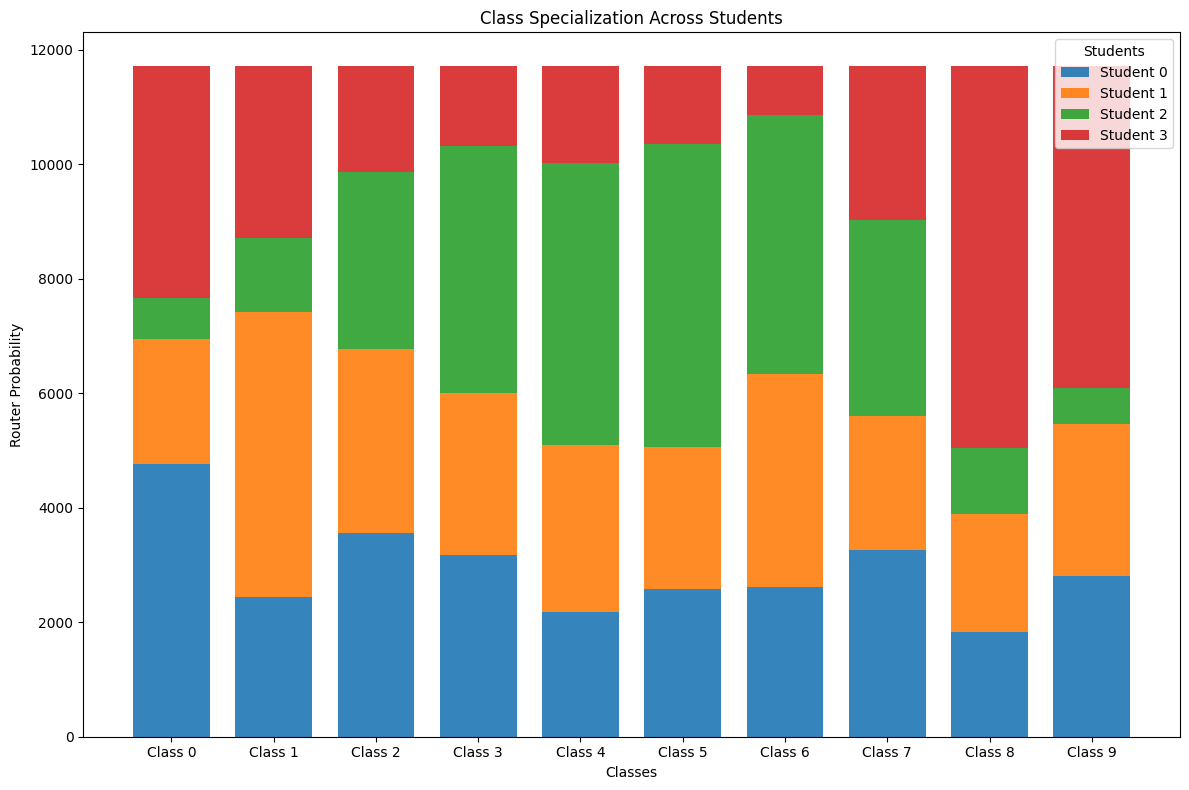 Class Specialization Across Students
Router Probability
12000
10000
8000
6000
4000
2000
0
Students
Student 0
Student 1
Student 2
Student 3
Class 0 Class 1 Class 2 Class 3 Class 4 Class 5 Class 6 Class 7 Class 8 Class 9
Classes